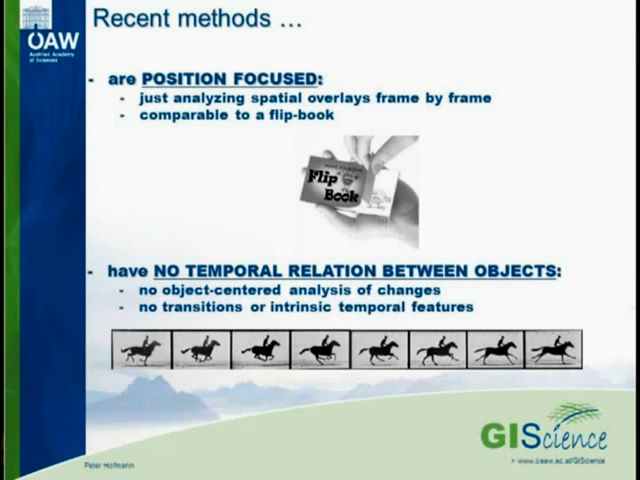 Recent methods ...
ÖAW
Austrian Academy
of Sciences
- are POSITION FOCUSED:
- just analyzing spatial overlays frame by frame
- comparable to a flip-book
Flip
Book
- have NO TEMPORAL RELATION BETWEEN OBJECTS:
- no object-centered analysis of changes
- no transitions or intrinsic temporal features
GIScience
> www.oeaw.ac.at/GIScience
Peter Hofmann